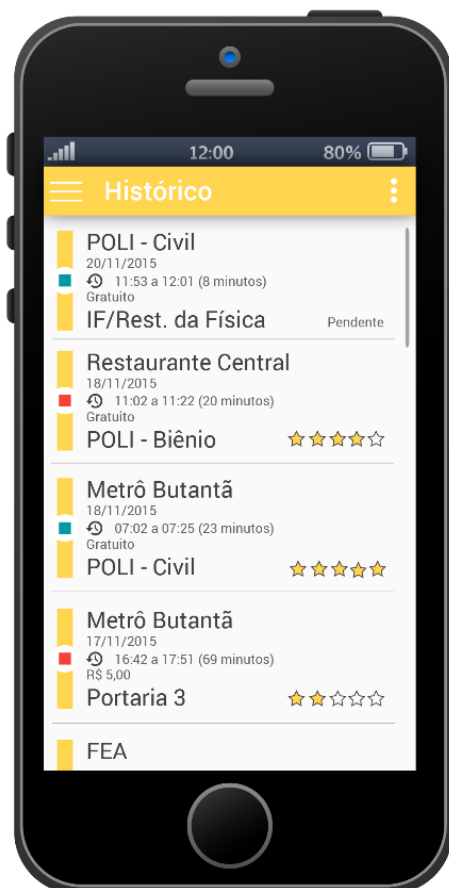 12:00 80%
Histórico
POLI - Civil
20/11/2015
11:53 a 12:01 (8 minutos)
Gratuito
IF/Rest. da Física Pendente
Restaurante Central
18/11/2015
11:02 a 11:22 (20 minutos)
Gratuito
POLI - Biênio
Metrô Butantã
18/11/2015
07:02 a 07:25 (23 minutos)
Gratuito
POLI - Civil
Metrô Butantã
17/11/2015
16:42 a 17:51 (69 minutos)
R$ 5,00
Portaria 3
FEA